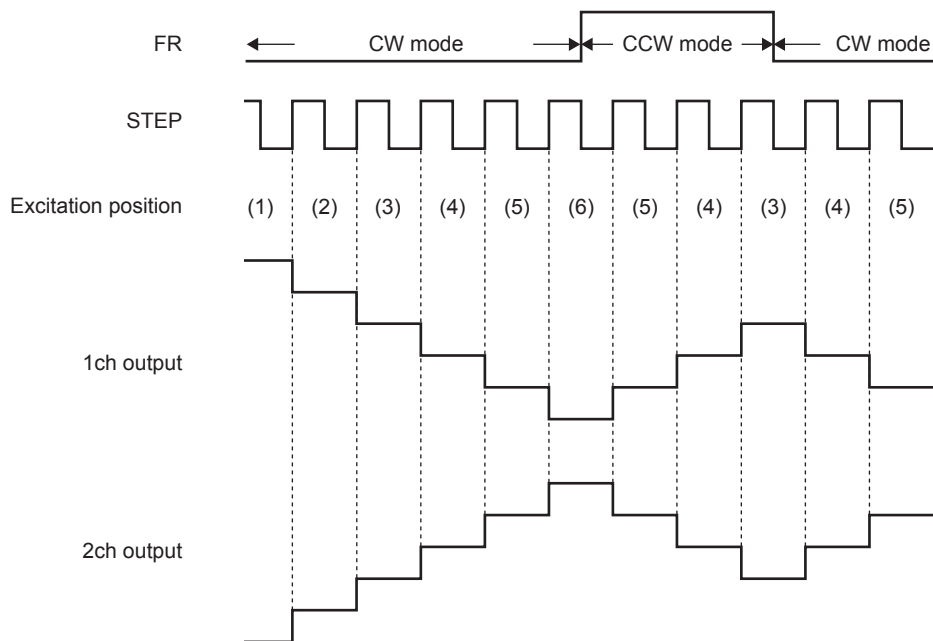 FR CW mode CCW mode CW mode
STEP
Excitation position (1) (2) (3) (4) (5) (6) (5) (4) (3) (4) (5)
1ch output
2ch output